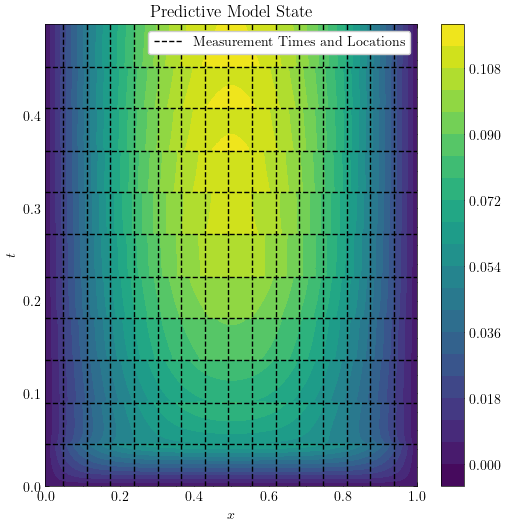 Predictive Model State
Measurement Times and Locations
0.4
0.3
0.2
0.1
0.0
t
0.0 0.2 0.4 0.6 0.8 1.0
x
0.108
0.090
0.072
0.054
0.036
0.018
0.000